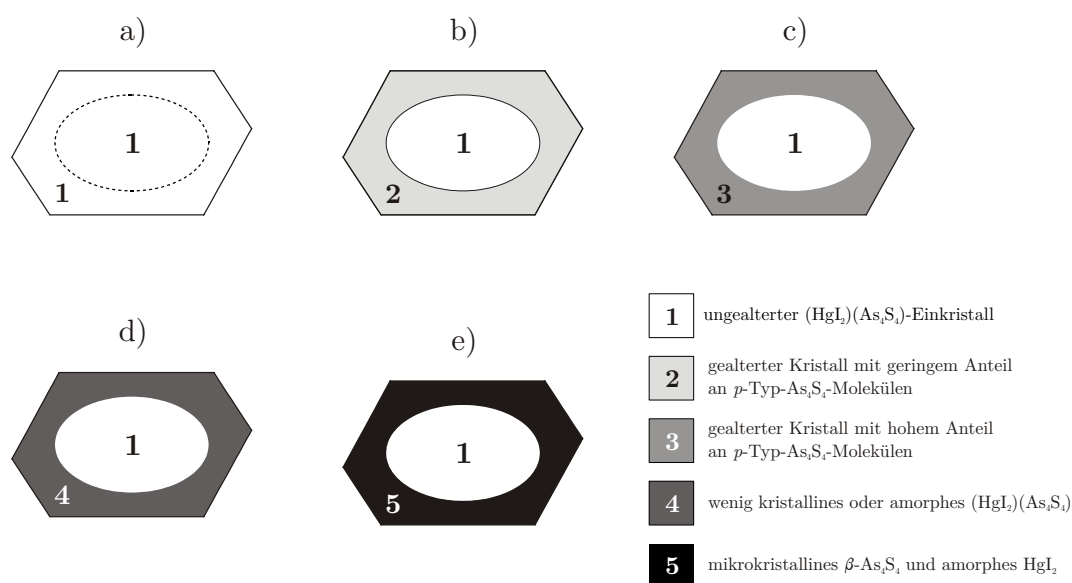 a)
b)
c)
1
1
1
1
2
3
d)
e)
1
1
4
5
1 ungealterter (HgI₂)(As₄S₄)-Einkristall
2 gealterter Kristall mit geringem Anteil
an p-Typ-As₄S₄-Molekülen
3 gealterter Kristall mit hohem Anteil
an p-Typ-As₄S₄-Molekülen
4 wenig kristallines oder amorphes (HgI₂)(As₄S₄)
5 mikrokristallines β-As₄S₄ und amorphes HgI₂